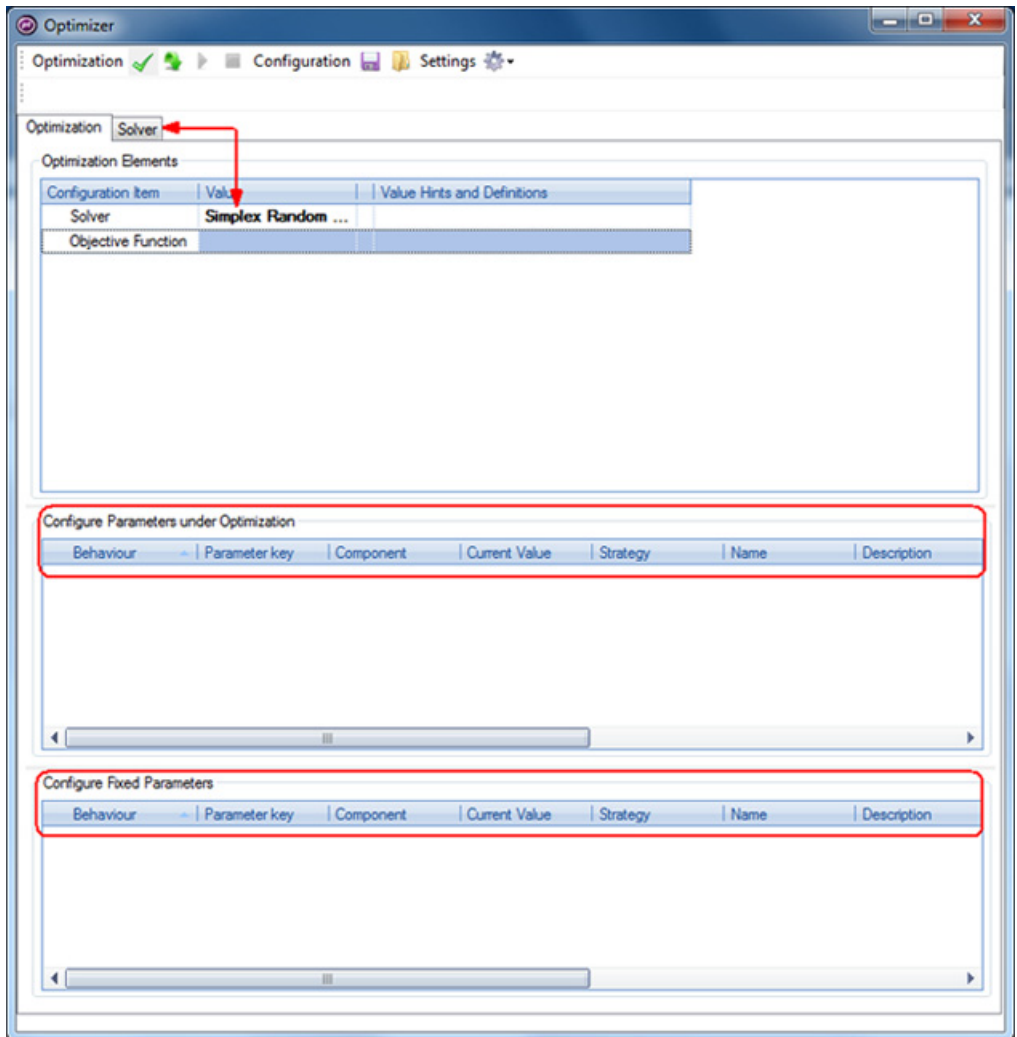 Optimizer
Optimization Configuration Settings
Optimization Solver
Optimization Elements
Configuration Item Value Value Hints and Definitions
Solver Simplex Random ...
Objective Function
Configure Parameters under Optimization
Behaviour Parameter key Component Current Value Strategy Name Description
Configure Fixed Parameters
Behaviour Parameter key Component Current Value Strategy Name Description